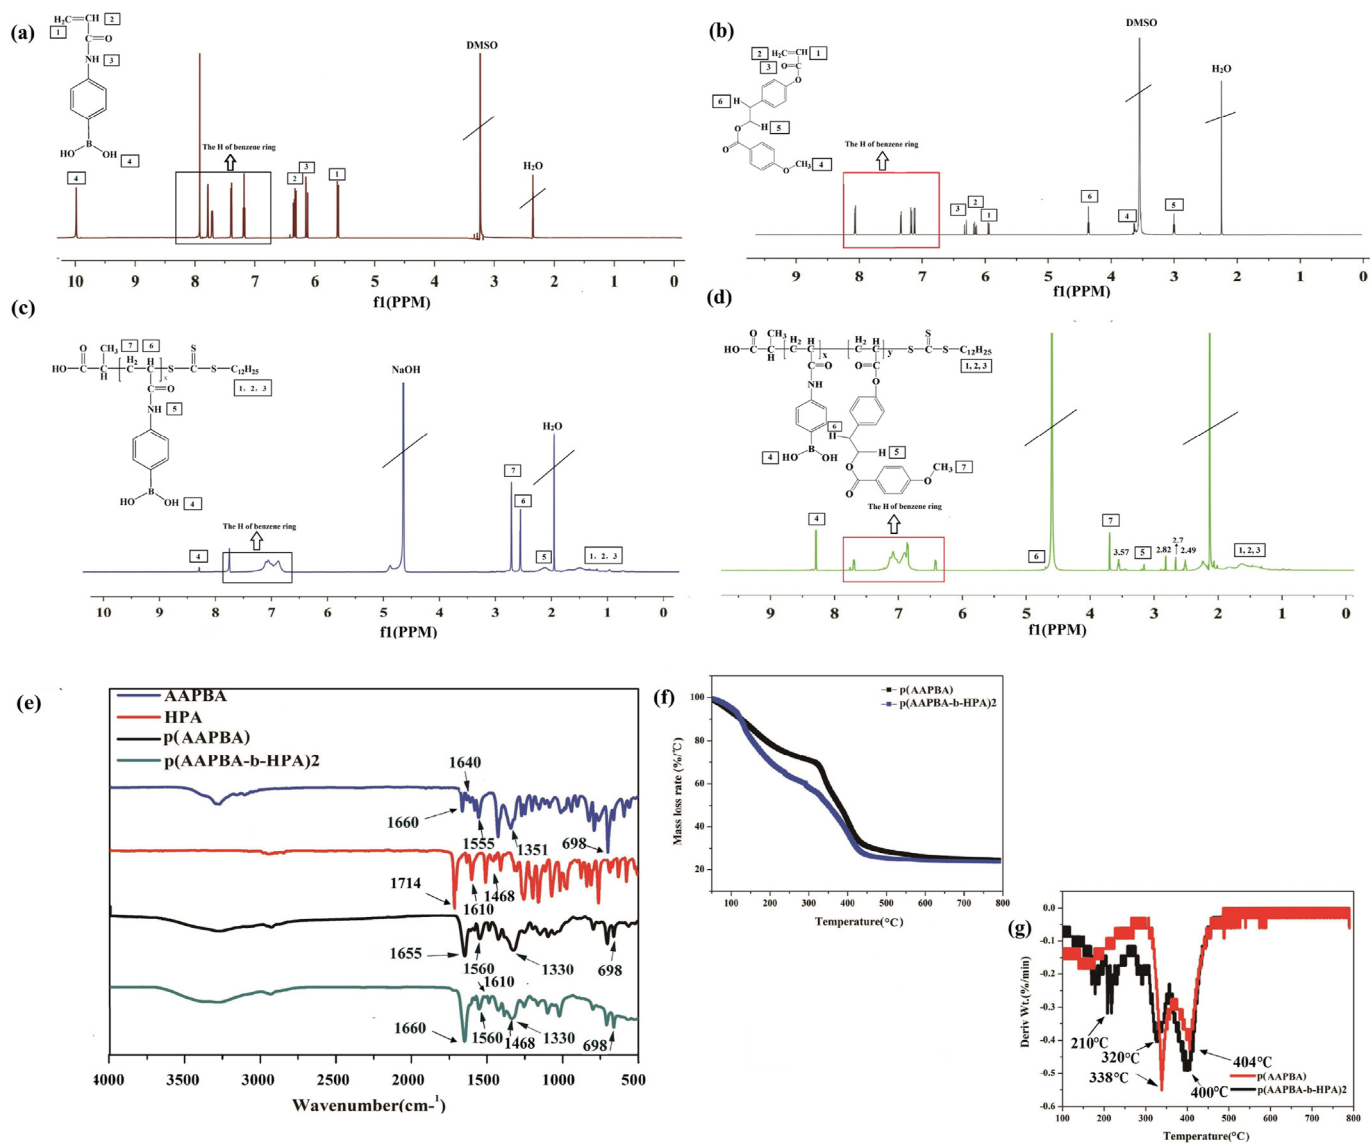 (a)
H₂C=CH
2
1
C=O
NH
3
B
HO
OH
4
The H of benzene ring
DMSO
H₂O
4
2
3
1
10
9
8
7
6
5
4
3
2
1
0
f1(PPM)
(b)
2
H₂C=CH
1
3
O=C
O
6
H
O
H
5
O
O
CH₃
4
The H of benzene ring
DMSO
H₂O
3
2
1
6
4
5
9
8
7
6
5
4
3
2
1
0
f1(PPM)
(c)
O
CH₃
7
6
S
HO-C-C
H
H₂
C
H
C
x
S-C-S
C₁₂H₂₅
1, 2, 3
C=O
NH
5
B
HO
OH
4
The H of benzene ring
NaOH
H₂O
4
7
6
5
1, 2, 3
10
9
8
7
6
5
4
3
2
1
0
f1(PPM)
(d)
O
CH₃
H₂
H
H₂
H
S
HO-C-C
H
C
C
x
C
C
y
S-C-S-C₁₂H₂₅
1, 2, 3
C=O
C=O
NH
O
6
H
B
4
HO
OH
H
5
O
O
O
CH₃
7
The H of benzene ring
4
6
7
3.57
5
2.82
2.7
2.49
1, 2, 3
9
8
7
6
5
4
3
2
1
0
f1(PPM)
(e)
AAPBA
HPA
p(AAPBA)
p(AAPBA-b-HPA)2
1640
1660
1555
1351
698
1714
1610
1468
1655
1560
1330
698
1610
1660
1560
1468
1330
698
4000 3500 3000 2500 2000 1500 1000 500
Wavenumber(cm-1)
(f)
p(AAPBA)
p(AAPBA-b-HPA)2
100
80
60
40
20
Mass loss rate (%/℃)
100 200 300 400 500 600 700 800
Temperature(°C)
(g)
0.0
-0.1
-0.2
-0.3
-0.4
-0.5
-0.6
Deriv Wt.(%/min)
210℃
320℃
338℃
404℃
400℃
p(AAPBA)
p(AAPBA-b-HPA)2
100 200 300 400 500 600 700 800
Temperature(°C)